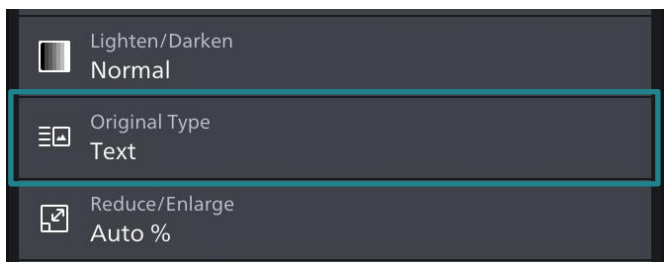 Lighten/Darken
Normal
Original Type
Text
Reduce/Enlarge
Auto %